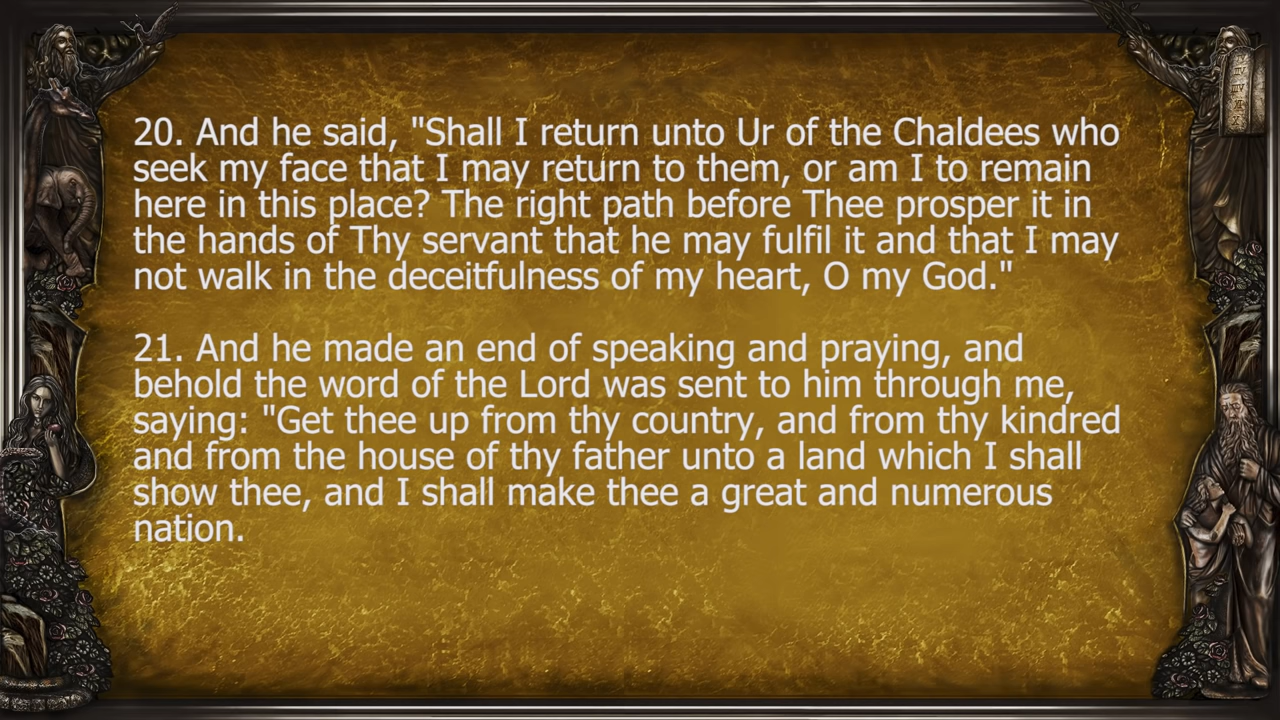 20. And he said, "Shall I return unto Ur of the Chaldees who
seek my face that I may return to them, or am I to remain
here in this place? The right path before Thee prosper it in
the hands of Thy servant that he may fulfil it and that I may
not walk in the deceitfulness of my heart, O my God."
21. And he made an end of speaking and praying, and
behold the word of the Lord was sent to him through me,
saying: "Get thee up from thy country, and from thy kindred
and from the house of thy father unto a land which I shall
show thee, and I shall make thee a great and numerous
nation.